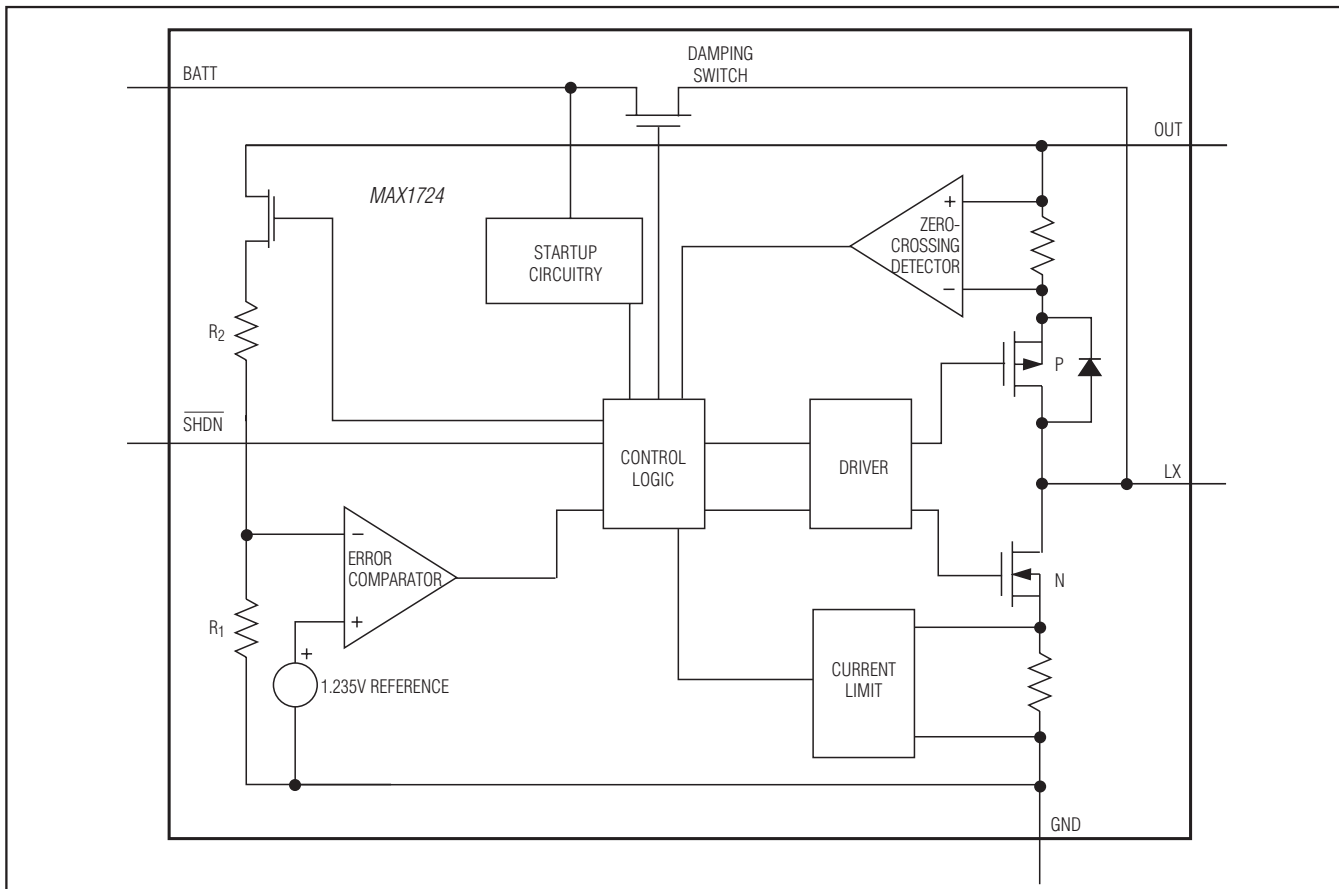 DAMPING
SWITCH
BATT
OUT
MAX1724
+
ZERO-
CROSSING
DETECTOR
−
STARTUP
CIRCUITRY
R2
P
SHDN
CONTROL
LOGIC
DRIVER
LX
−
ERROR
COMPARATOR
+
N
R1
+
1.235V REFERENCE
CURRENT
LIMIT
GND